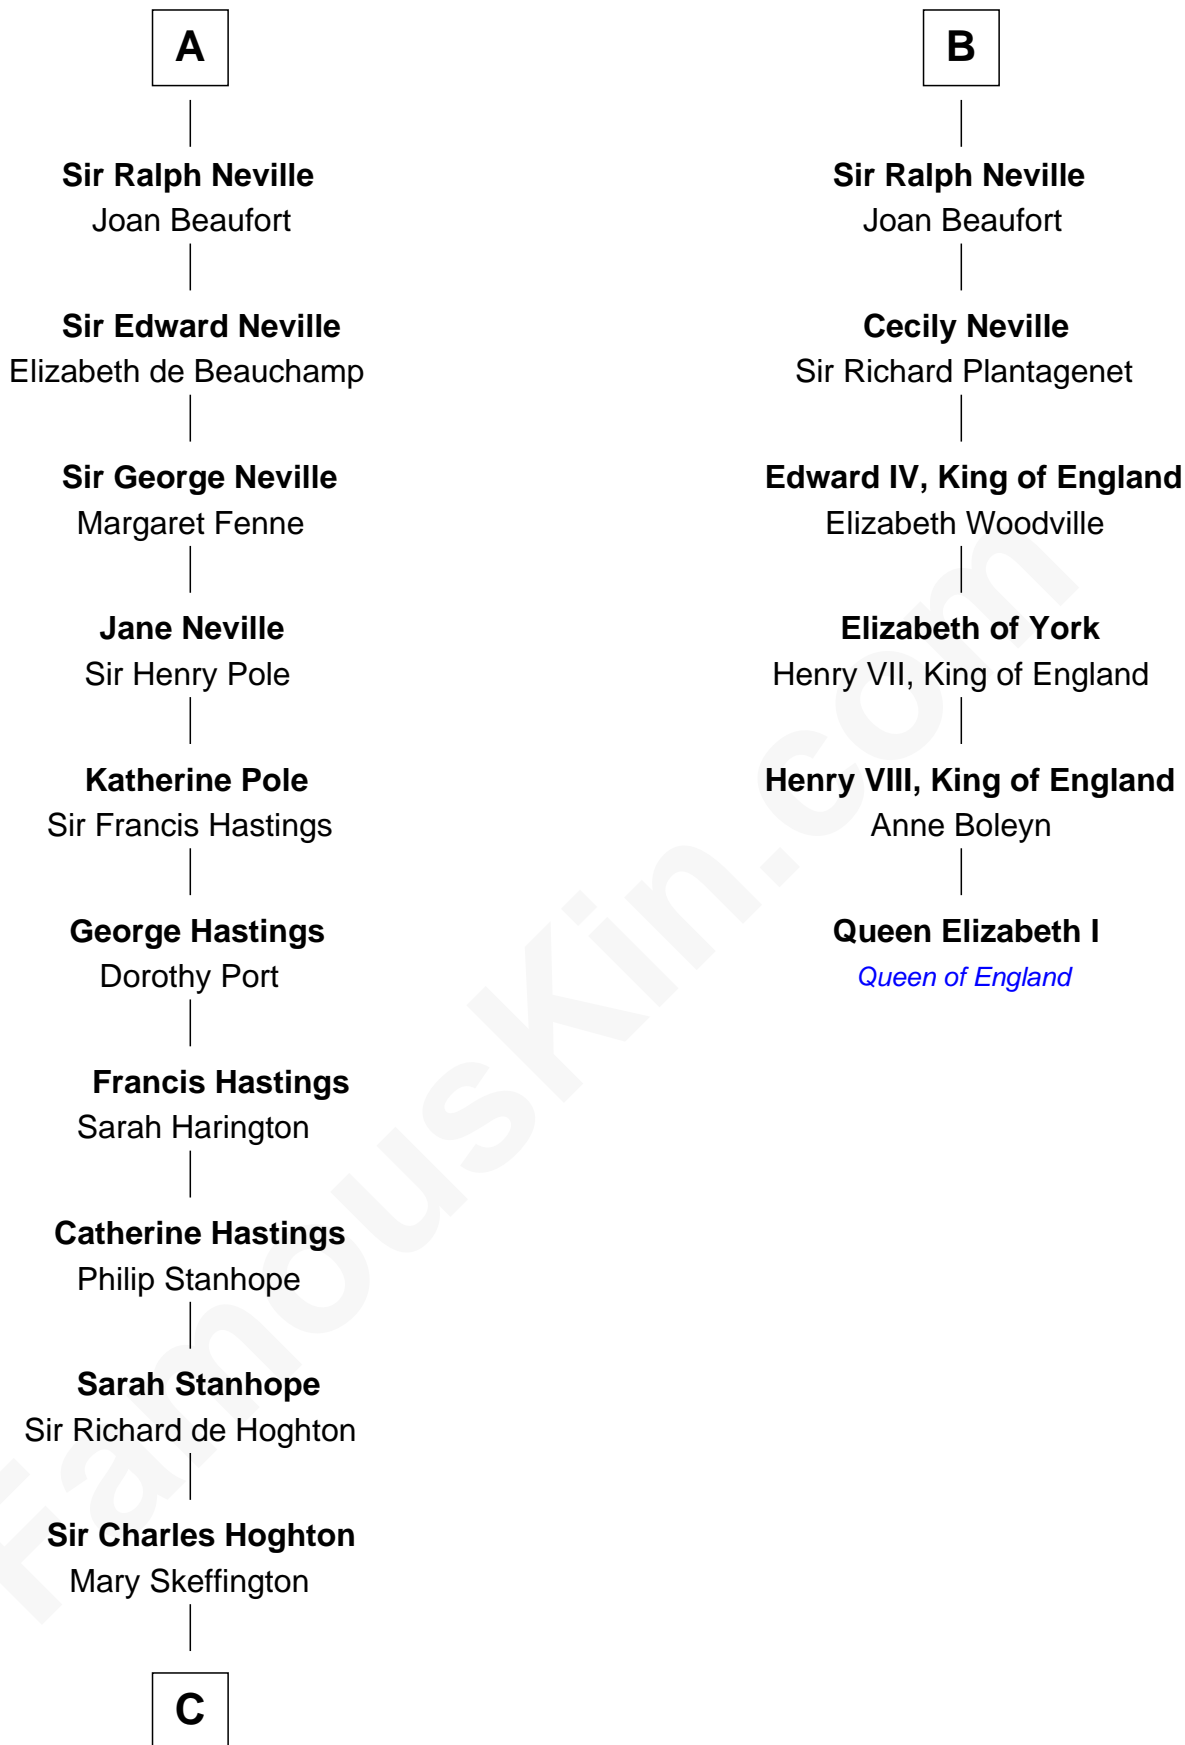 A
Sir Ralph Neville
Joan Beaufort
Sir Edward Neville
Elizabeth de Beauchamp
Sir George Neville
Margaret Fenne
Jane Neville
Sir Henry Pole
Katherine Pole
Sir Francis Hastings
George Hastings
Dorothy Port
Francis Hastings
Sarah Harington
Catherine Hastings
Philip Stanhope
Sarah Stanhope
Sir Richard de Hoghton
Sir Charles Hoghton
Mary Skeffington
C
B
Sir Ralph Neville
Joan Beaufort
Cecily Neville
Sir Richard Plantagenet
Edward IV, King of England
Elizabeth Woodville
Elizabeth of York
Henry VII, King of England
Henry VIII, King of England
Anne Boleyn
Queen Elizabeth I
Queen of England
FamousKin.com